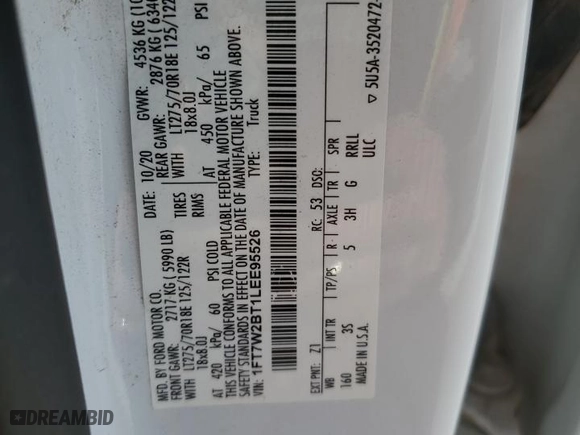 MFD. BY FORD MOTOR CO.
DATE: 10/20 GVWR: 4536 KG (10
FRONT GAWR: 2717 KG ( 5990 LB) REAR GAWR: 2876 KG ( 6340
WITH LT275/70R18E 125/122R TIRES WITH LT275/70R18E 125/122
18x8.0J RIMS 18x8.0J
AT 420 kPa/ 60 PSI COLD AT 450 kPa/ 65 PSI
THIS VEHICLE CONFORMS TO ALL APPLICABLE FEDERAL MOTOR VEHICLE
SAFETY STANDARDS IN EFFECT ON THE DATE OF MANUFACTURE SHOWN ABOVE.
VIN: 1FT7W2BT1LEE95526 TYPE: Truck
EXT PNT: Z1 RC: 53 DSO:
WB INT TR TP/PS R AXLE TR SPR
160 3S 5 3H G RRLL
ULC
MADE IN U.S.A.
5U5A-3520472-
DREAMBID